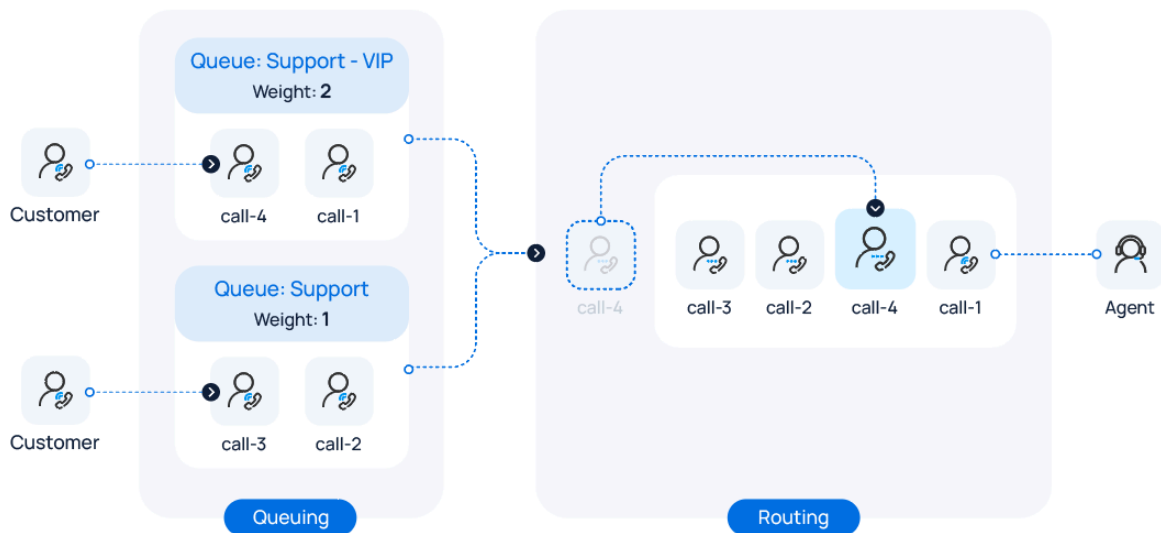 Queue: Support - VIP
Weight: 2
Customer
call-4
call-1
Queue: Support
Weight: 1
Customer
call-3
call-2
Queuing
call-4
call-3
call-2
call-4
call-1
Agent
Routing